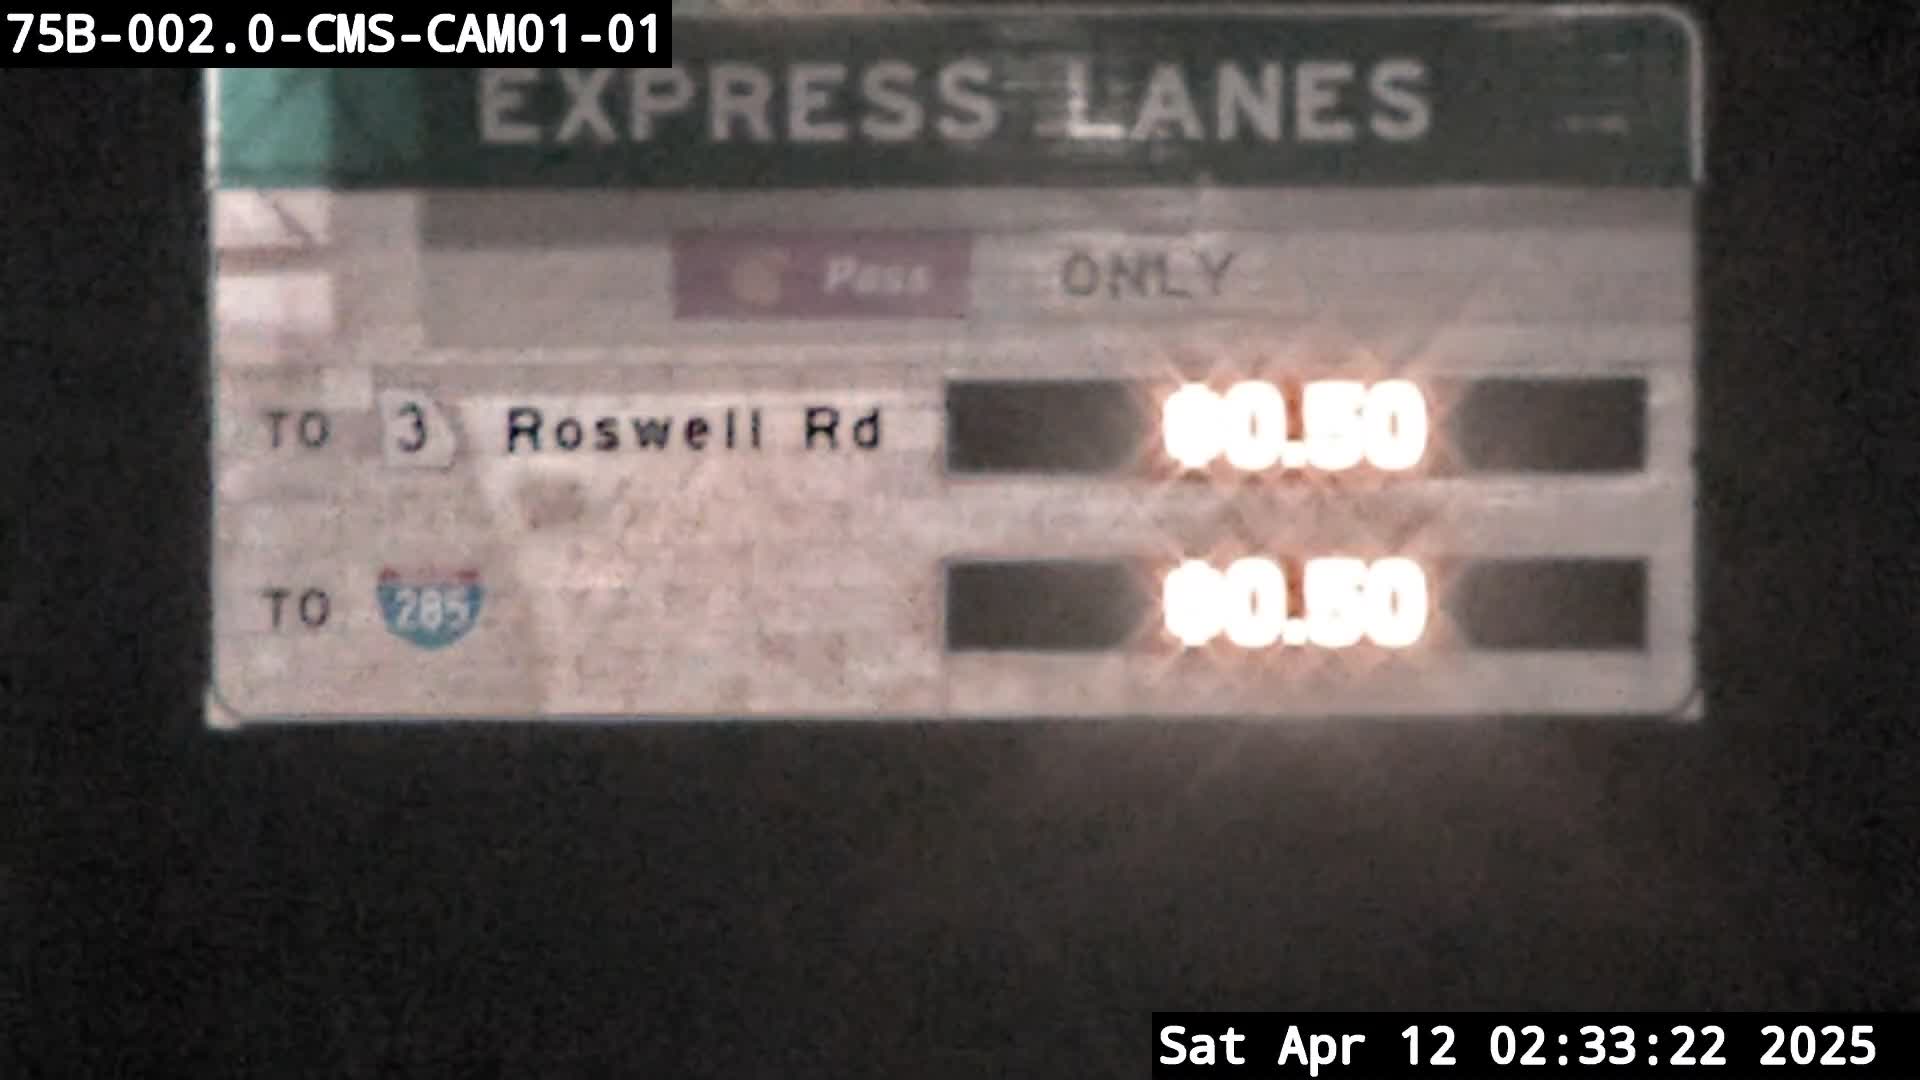 75B-002.0-CMS-CAM01-01
EXPRESS LANES
Pass ONLY
TO 3 Roswell Rd $0.50
TO 285 $0.50
Sat Apr 12 02:33:22 2025